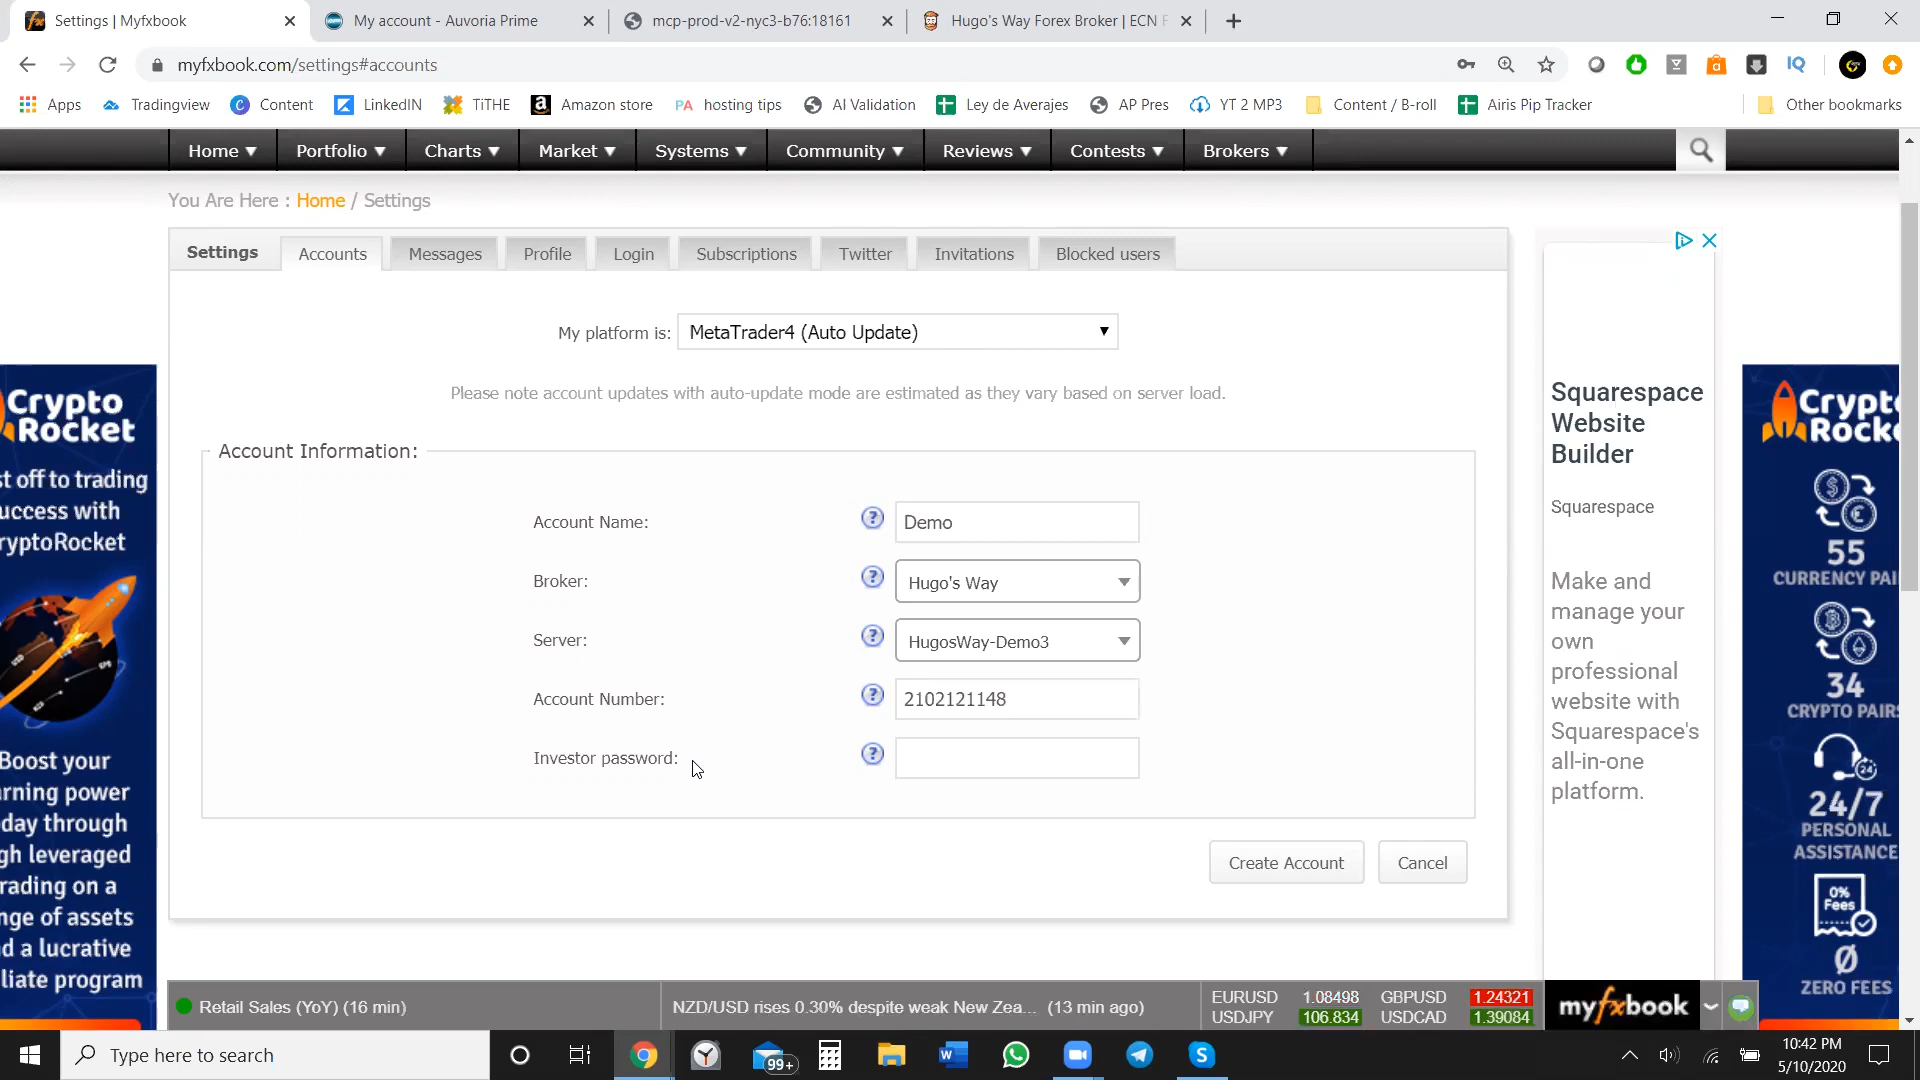 Settings | Myfxbook
My account - Auvoria Prime
mcp-prod-v2-nyc3-b76:18161
Hugo's Way Forex Broker | ECN F
myfxbook.com/settings#accounts
Apps Tradingview Content LinkedIN TiTHE Amazon store hosting tips AI Validation Ley de Averajes AP Pres YT 2 MP3 Content / B-roll Airis Pip Tracker Other bookmarks
Home ▼ Portfolio ▼ Charts ▼ Market ▼ Systems ▼ Community ▼ Reviews ▼ Contests ▼ Brokers ▼
You Are Here : Home / Settings
Settings Accounts Messages Profile Login Subscriptions Twitter Invitations Blocked users
My platform is: MetaTrader4 (Auto Update)
Please note account updates with auto-update mode are estimated as they vary based on server load.
Account Information:
Account Name: Demo
Broker: Hugo's Way
Server: HugosWay-Demo3
Account Number: 2102121148
Investor password:
Create Account Cancel
Crypto
Rocket
st off to trading
uccess with
ryptoRocket
Boost your
rning power
day through
gh leveraged
rading on a
nge of assets
d a lucrative
iliate program
Squarespace
Website
Builder
Squarespace
Make and
manage your
own
professional
website with
Squarespace's
all-in-one
platform.
Crypto
Rocke
55
CURRENCY PAI
34
CRYPTO PAIRS
24/7
PERSONAL
ASSISTANCE
0%
Fees
0
ZERO FEES
Retail Sales (YoY) (16 min)
NZD/USD rises 0.30% despite weak New Zea... (13 min ago)
EURUSD 1.08498 GBPUSD 1.24321
USDJPY 106.834 USDCAD 1.39084
myfxbook
Type here to search
99+
10:42 PM
5/10/2020